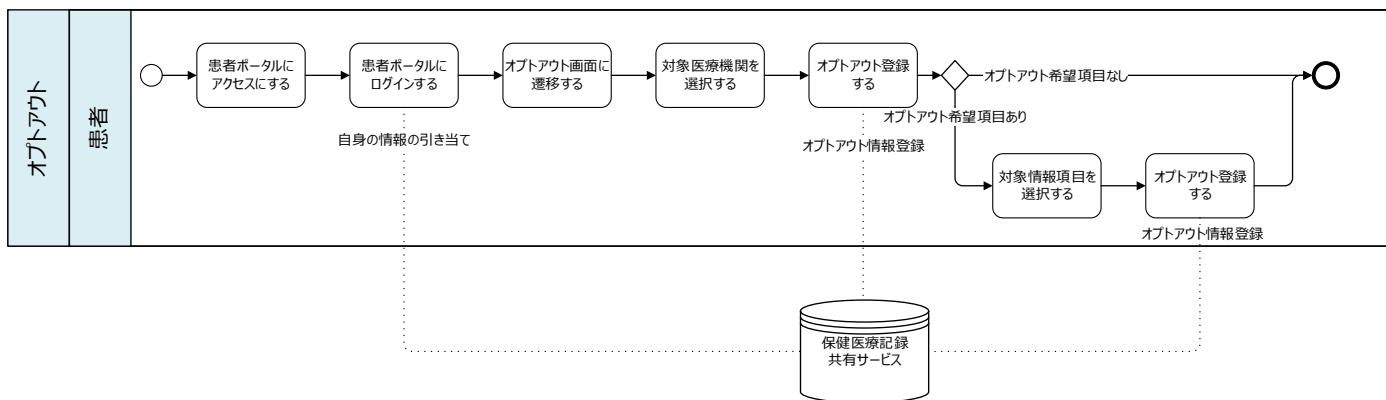 オプトアウト
患者
患者ポータルに
アクセスにする
患者ポータルに
ログインする
オプトアウト画面に
遷移する
対象医療機関を
選択する
オプトアウト登録
する
オプトアウト希望項目なし
オプトアウト希望項目あり
自身の情報の引き当て
オプトアウト情報登録
対象情報項目を
選択する
オプトアウト登録
する
オプトアウト情報登録
保健医療記録
共有サービス